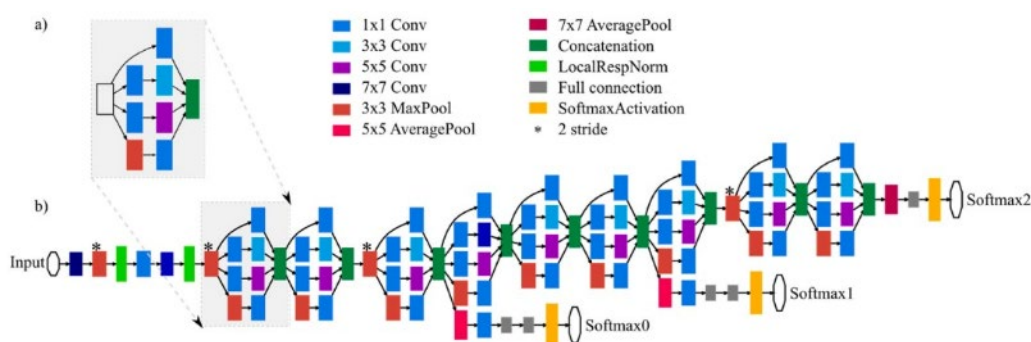 a)
1x1 Conv
3x3 Conv
5x5 Conv
7x7 Conv
3x3 MaxPool
5x5 AveragePool
7x7 AveragePool
Concatenation
LocalRespNorm
Full connection
SoftmaxActivation
* 2 stride
b)
*
*
*
*
Input
Softmax2
Softmax1
Softmax0